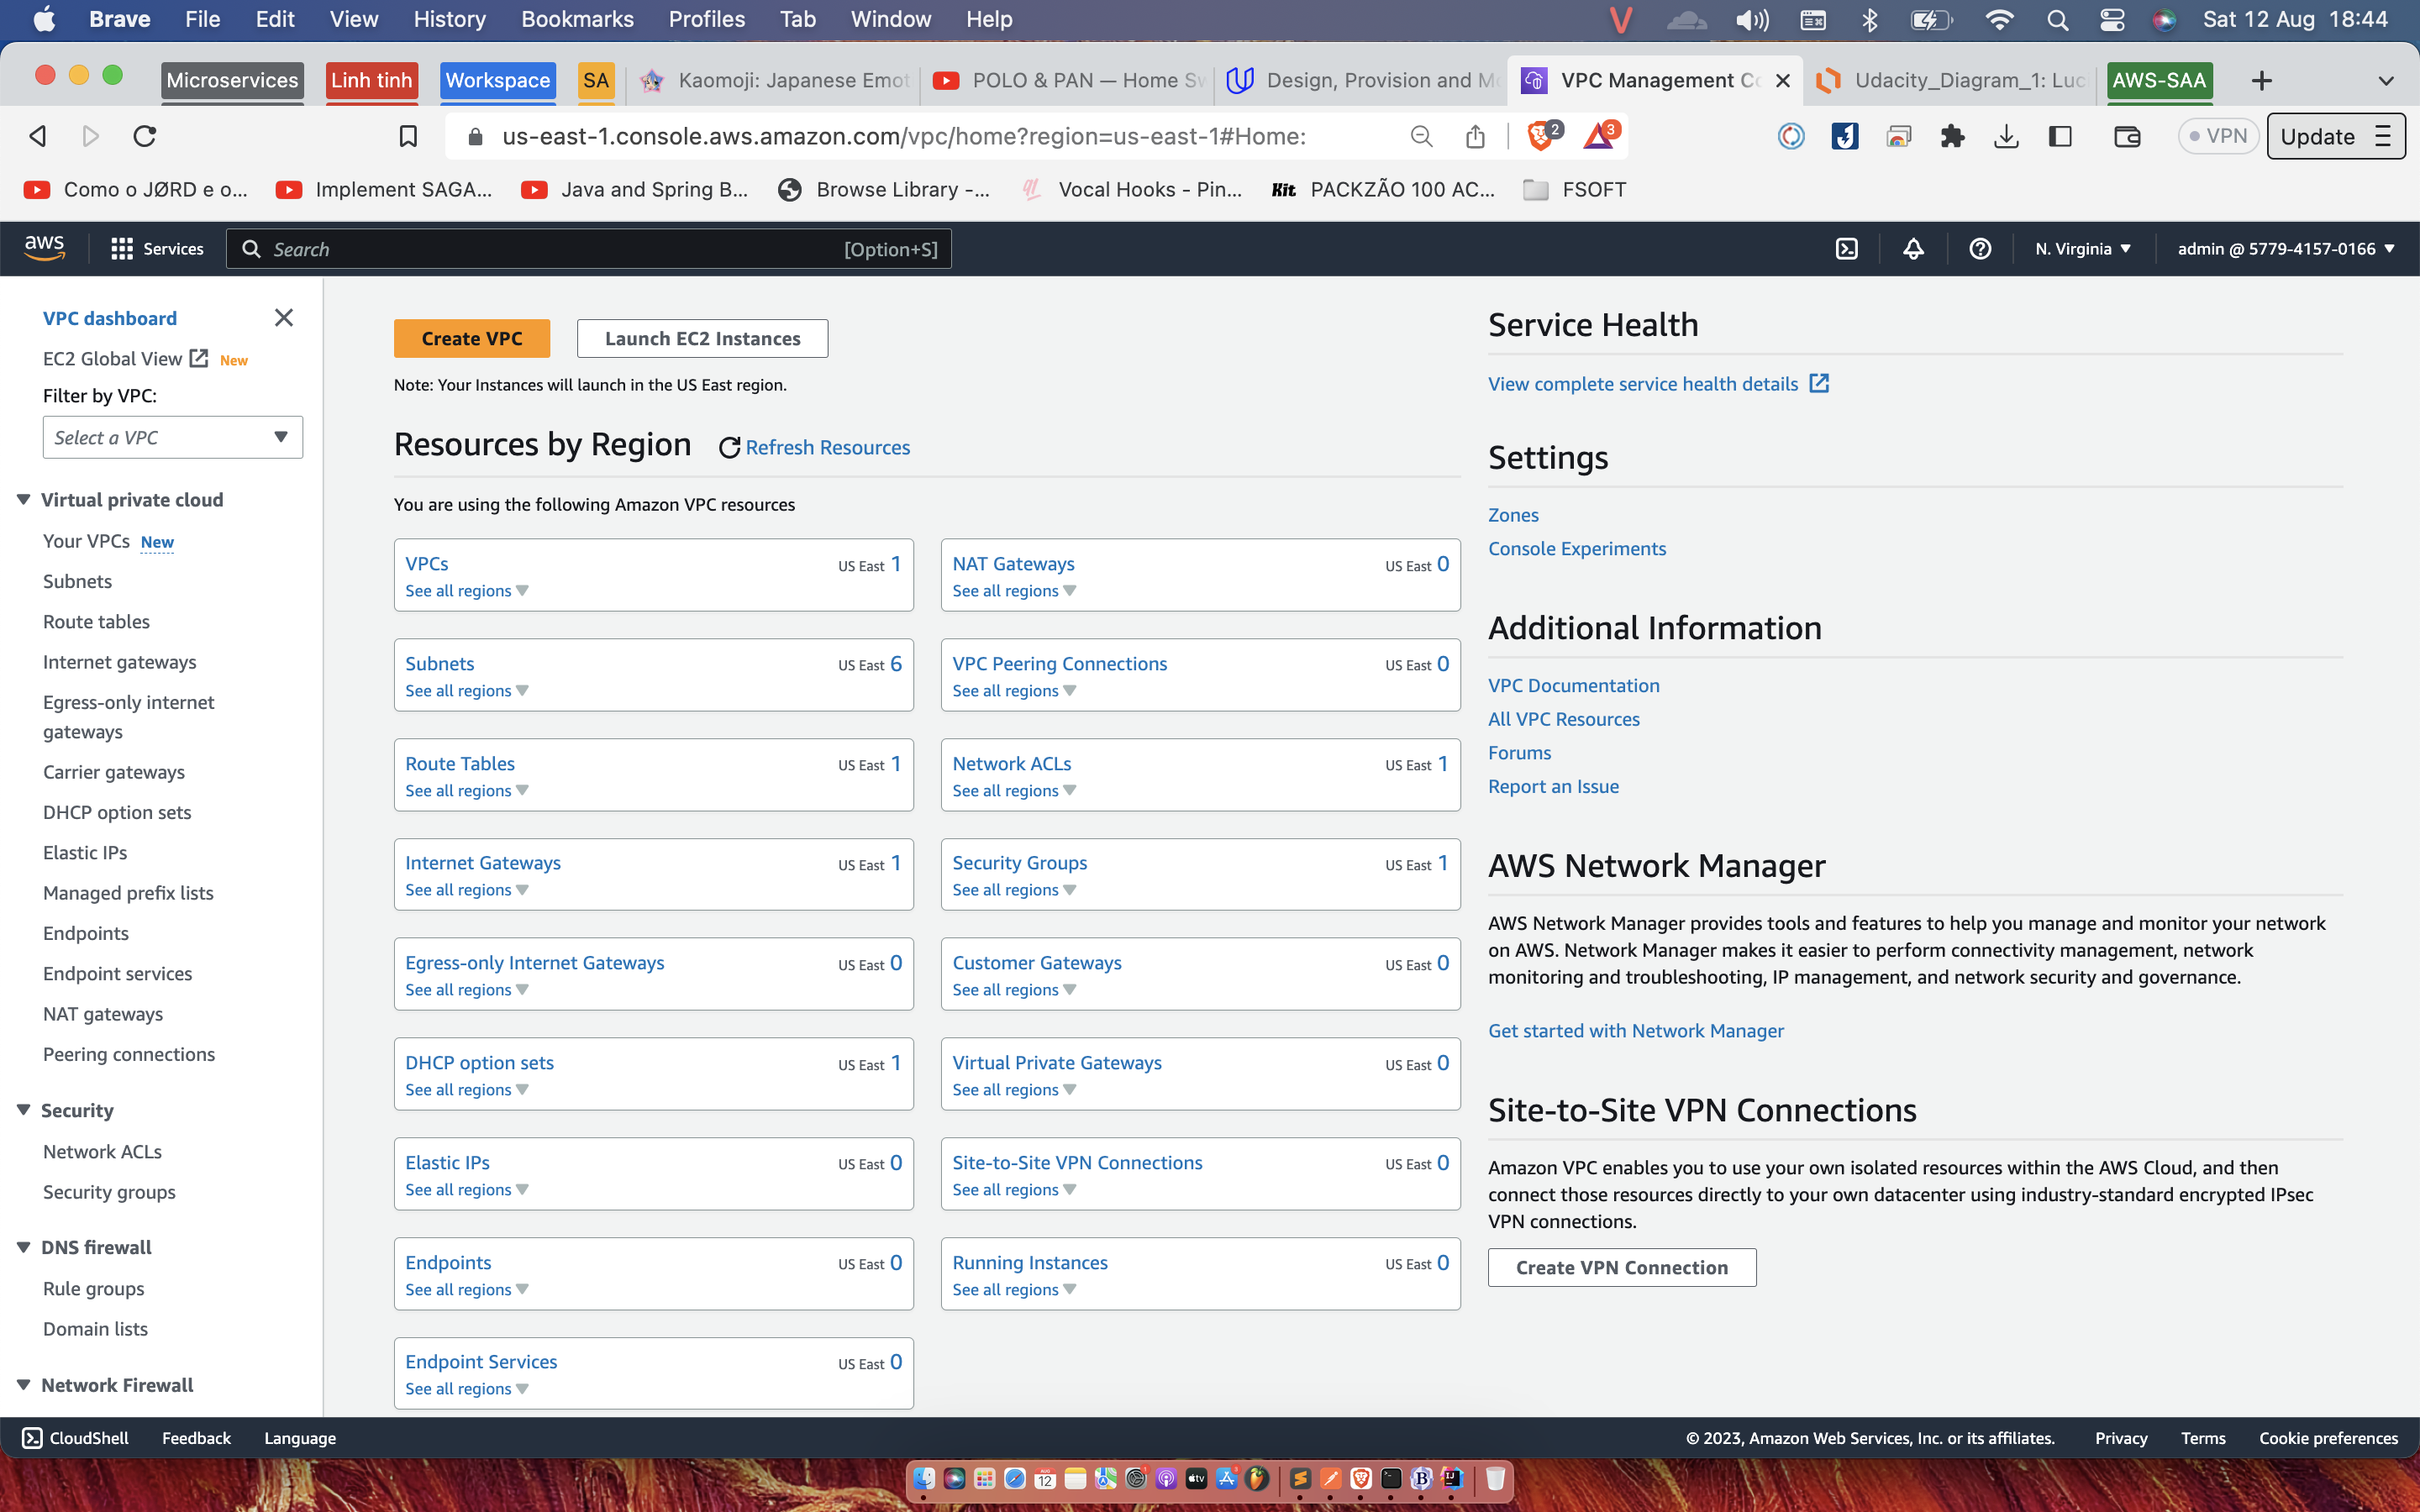 Brave File Edit View History Bookmarks Profiles Tab Window Help Sat 12 Aug 18:44
Microservices Linh tinh Workspace SA Kaomoji: Japanese Emot POLO & PAN — Home Sw Design, Provision and Mo VPC Management Co Udacity_Diagram_1: Luc AWS-SAA
us-east-1.console.aws.amazon.com/vpc/home?region=us-east-1#Home: 2 3 VPN Update
Como o JØRD e o... Implement SAGA... Java and Spring B... Browse Library -... Vocal Hooks - Pin... Kit PACKZÃO 100 AC... FSOFT
aws Services Search [Option+S] N. Virginia admin @ 5779-4157-0166
VPC dashboard
EC2 Global View New
Filter by VPC:
Select a VPC
Virtual private cloud
Your VPCs New
Subnets
Route tables
Internet gateways
Egress-only internet
gateways
Carrier gateways
DHCP option sets
Elastic IPs
Managed prefix lists
Endpoints
Endpoint services
NAT gateways
Peering connections
Security
Network ACLs
Security groups
DNS firewall
Rule groups
Domain lists
Network Firewall
Create VPC Launch EC2 Instances
Note: Your Instances will launch in the US East region.
Resources by Region Refresh Resources
You are using the following Amazon VPC resources
VPCs US East 1
See all regions
NAT Gateways US East 0
See all regions
Subnets US East 6
See all regions
VPC Peering Connections US East 0
See all regions
Route Tables US East 1
See all regions
Network ACLs US East 1
See all regions
Internet Gateways US East 1
See all regions
Security Groups US East 1
See all regions
Egress-only Internet Gateways US East 0
See all regions
Customer Gateways US East 0
See all regions
DHCP option sets US East 1
See all regions
Virtual Private Gateways US East 0
See all regions
Elastic IPs US East 0
See all regions
Site-to-Site VPN Connections US East 0
See all regions
Endpoints US East 0
See all regions
Running Instances US East 0
See all regions
Endpoint Services US East 0
See all regions
Service Health
View complete service health details
Settings
Zones
Console Experiments
Additional Information
VPC Documentation
All VPC Resources
Forums
Report an Issue
AWS Network Manager
AWS Network Manager provides tools and features to help you manage and monitor your network
on AWS. Network Manager makes it easier to perform connectivity management, network
monitoring and troubleshooting, IP management, and network security and governance.
Get started with Network Manager
Site-to-Site VPN Connections
Amazon VPC enables you to use your own isolated resources within the AWS Cloud, and then
connect those resources directly to your own datacenter using industry-standard encrypted IPsec
VPN connections.
Create VPN Connection
CloudShell Feedback Language © 2023, Amazon Web Services, Inc. or its affiliates. Privacy Terms Cookie preferences